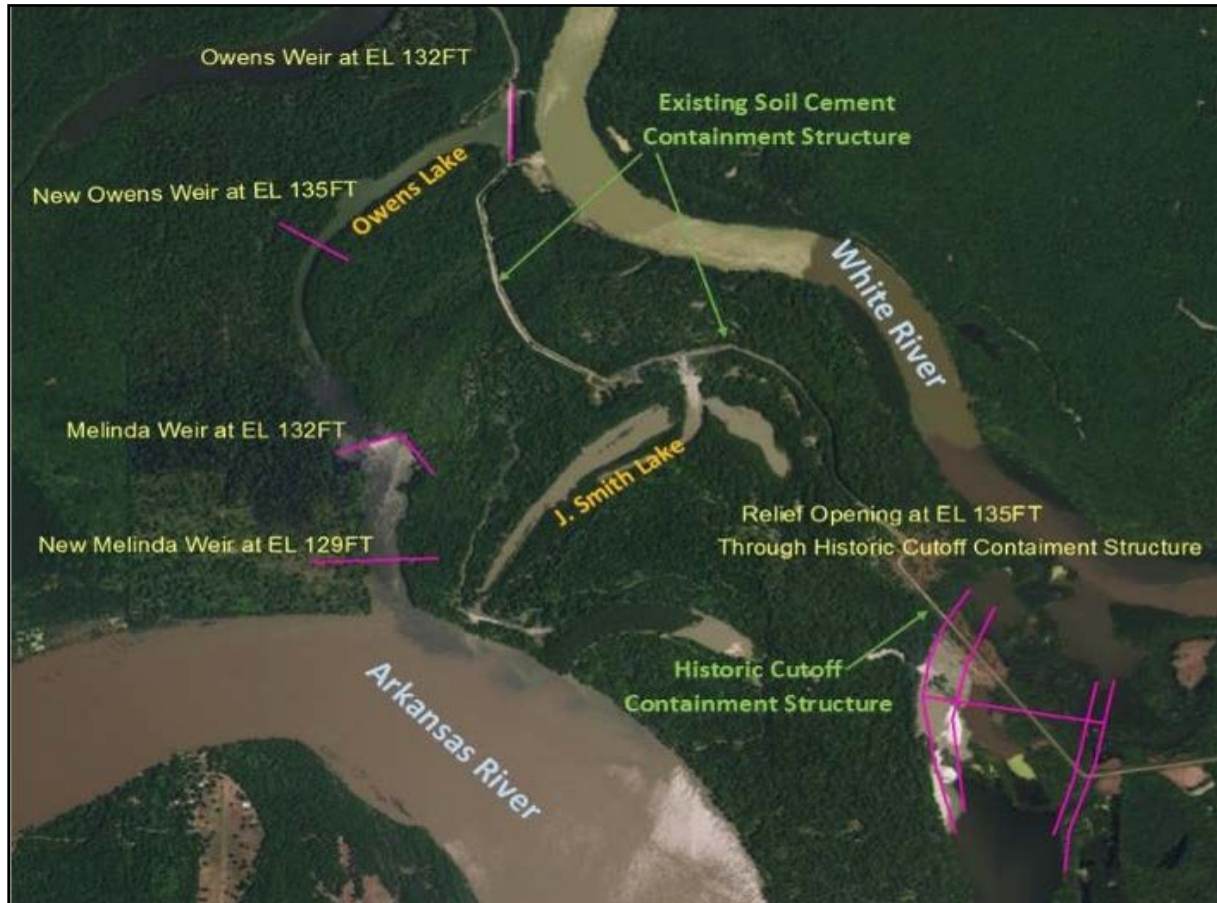 Owens Weir at EL 132FT
Existing Soil Cement
Containment Structure
New Owens Weir at EL 135FT
Owens Lake
White River
Melinda Weir at EL 132FT
J. Smith Lake
Relief Opening at EL 135FT
Through Historic Cutoff Contaiment Structure
New Melinda Weir at EL 129FT
Historic Cutoff
Containment Structure
Arkansas River